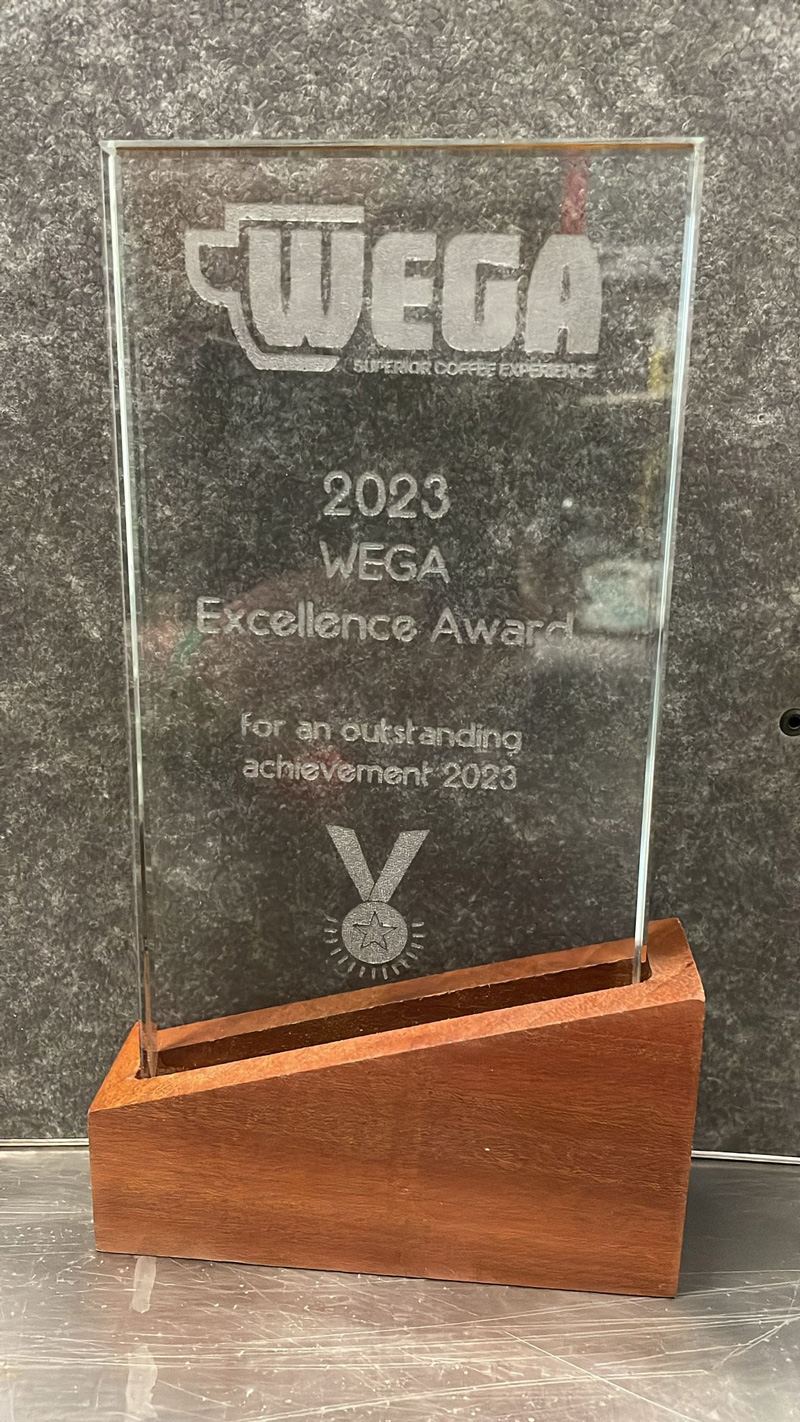 WEGA
SUPERIOR COFFEE EXPERIENCE
2023
WEGA
Excellence Award
For an outstanding
achievement 2023